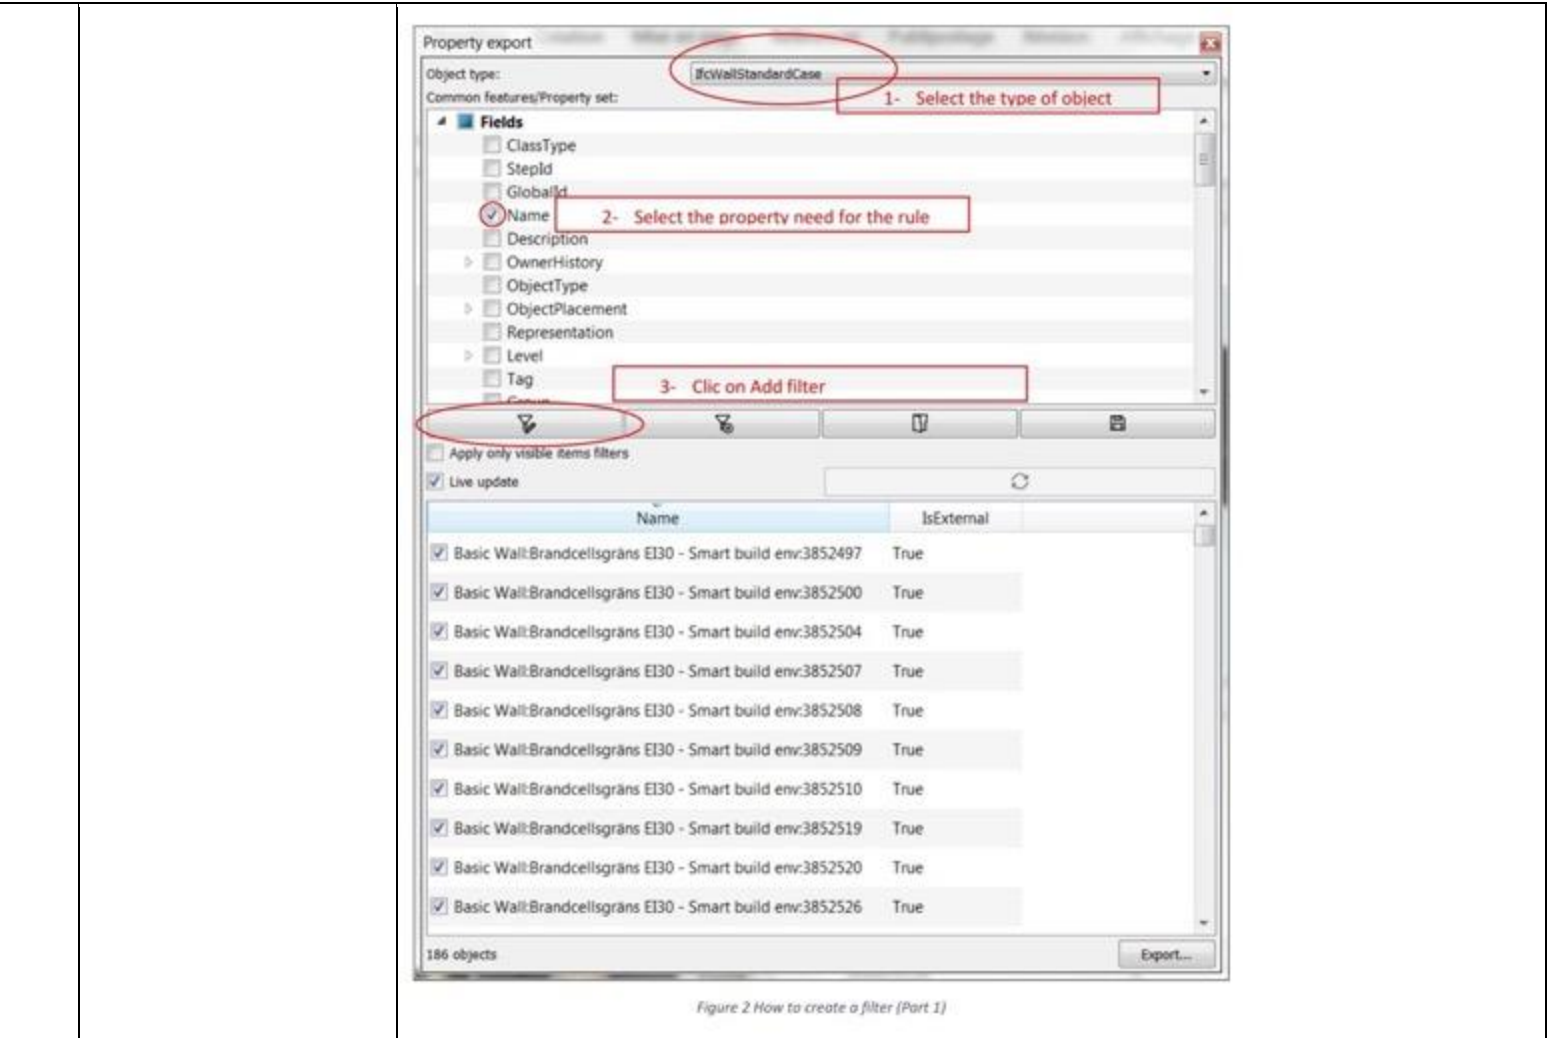 Property export
Object type: IfcWallStandardCase
1- Select the type of object
Common features/Property set:
Fields
ClassType
StepId
GlobalId
Name
2- Select the property need for the rule
Description
OwnerHistory
ObjectType
ObjectPlacement
Representation
Level
Tag
3- Clic on Add filter
Apply only visible items filters
Live update
Name IsExternal
Basic Wall:Brandcellsgräns EI30 - Smart build env:3852497 True
Basic Wall:Brandcellsgräns EI30 - Smart build env:3852500 True
Basic Wall:Brandcellsgräns EI30 - Smart build env:3852504 True
Basic Wall:Brandcellsgräns EI30 - Smart build env:3852507 True
Basic Wall:Brandcellsgräns EI30 - Smart build env:3852508 True
Basic Wall:Brandcellsgräns EI30 - Smart build env:3852509 True
Basic Wall:Brandcellsgräns EI30 - Smart build env:3852510 True
Basic Wall:Brandcellsgräns EI30 - Smart build env:3852519 True
Basic Wall:Brandcellsgräns EI30 - Smart build env:3852520 True
Basic Wall:Brandcellsgräns EI30 - Smart build env:3852526 True
186 objects
Export...
Figure 2 How to create a filter (Part 1)